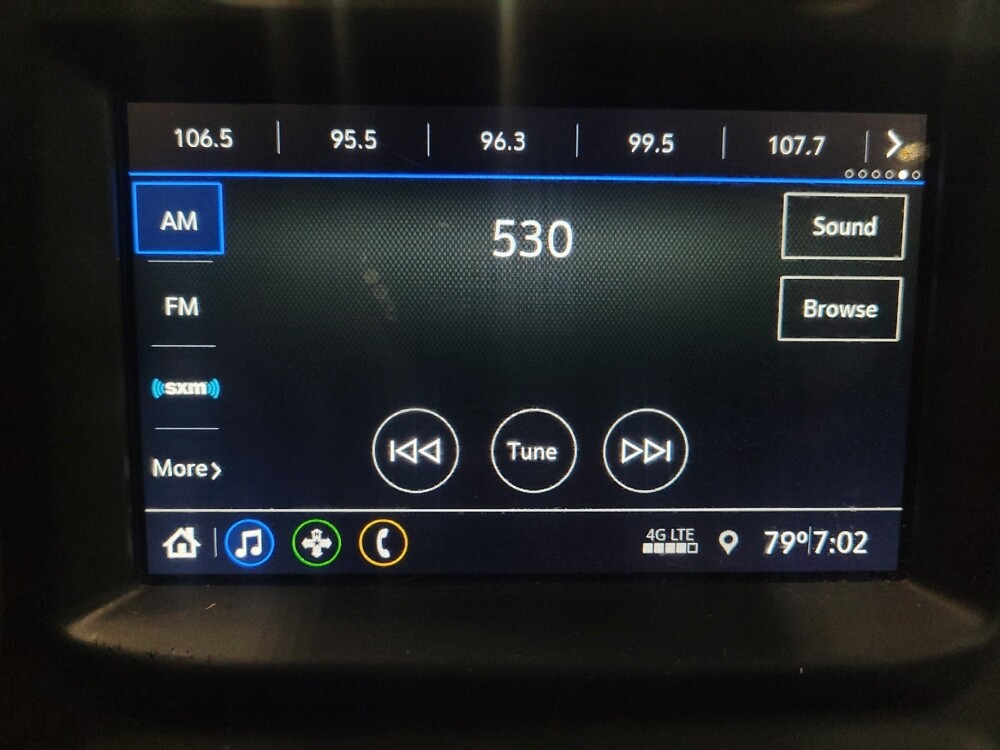 106.5 | 95.5 | 96.3 | 99.5 | 107.7 |
AM
530
Sound
FM
Browse
sxm
More
Tune
4G LTE
79°|7:02